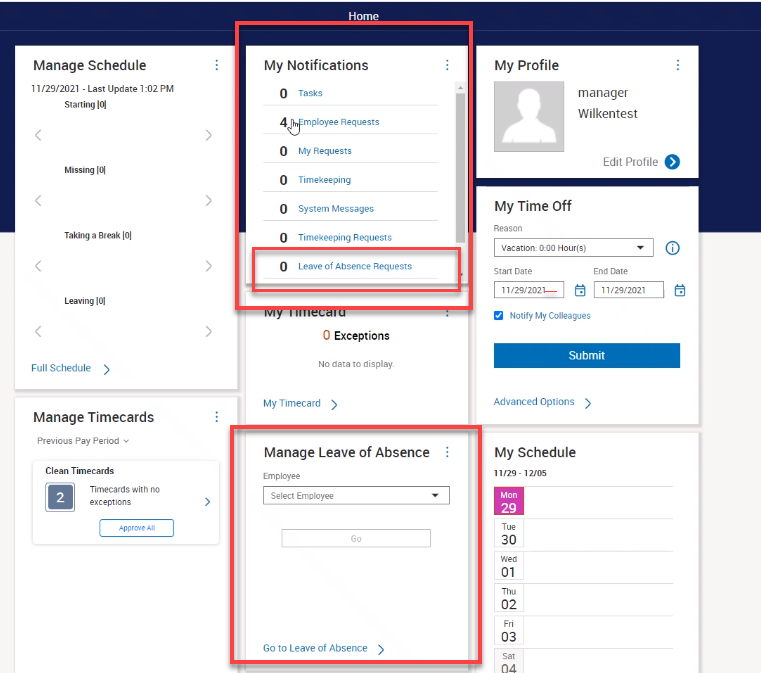 Home
Manage Schedule
11/29/2021 - Last Update 1:02 PM
Starting |0|
Missing |0|
Taking a Break |0|
Leaving |0|
Full Schedule
Manage Timecards
Previous Pay Period
Clean Timecards
2
Timecards with no
exceptions
Approve All
My Notifications
0 Tasks
4 Employee Requests
0 My Requests
0 Timekeeping
0 System Messages
0 Timekeeping Requests
0 Leave of Absence Requests
My Timecard
0 Exceptions
No data to display.
My Timecard
Manage Leave of Absence
Employee
Select Employee
Go
Go to Leave of Absence
My Profile
manager
Wilkentest
Edit Profile
My Time Off
Reason
Vacation: 0:00 Hour(s)
Start Date End Date
11/29/2021 11/29/2021
Notify My Colleagues
Submit
Advanced Options
My Schedule
11/29 - 12/05
Mon
29
Tue
30
Wed
01
Thu
02
Fri
03
Sat
04